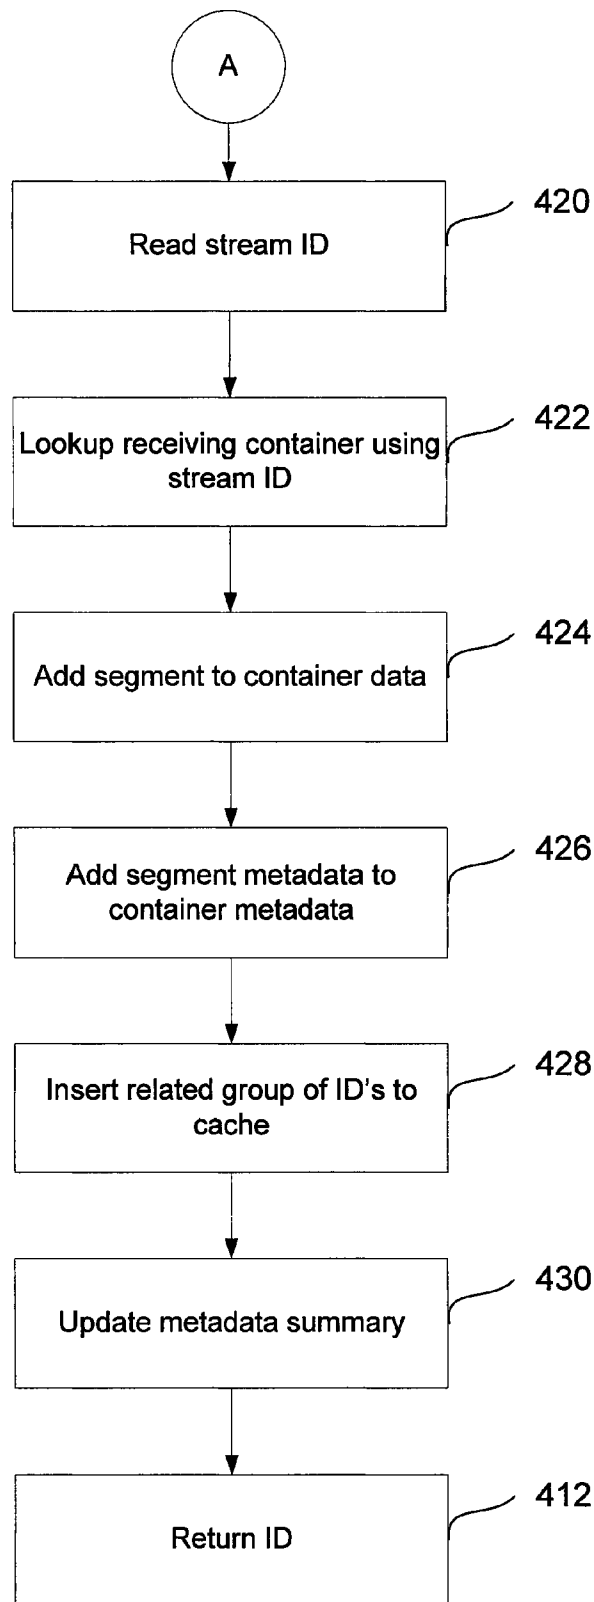 A
Read stream ID
420
Lookup receiving container using
stream ID
422
Add segment to container data
424
Add segment metadata to
container metadata
426
Insert related group of ID's to
cache
428
Update metadata summary
430
Return ID
412